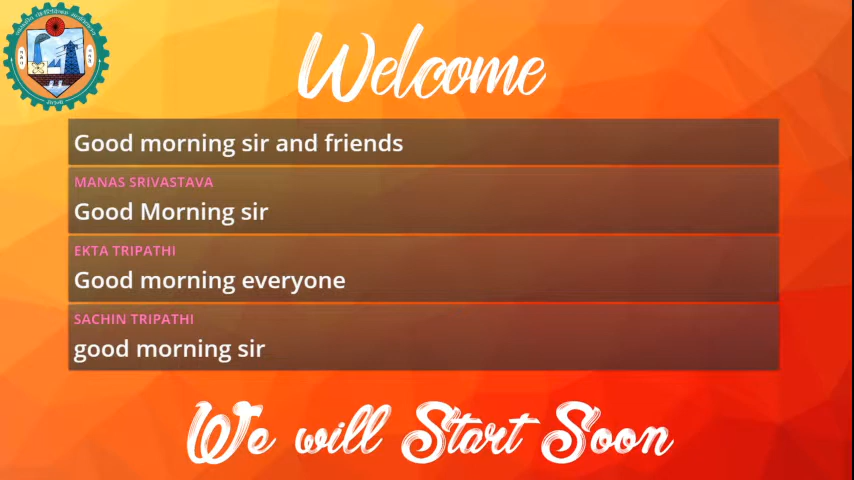 Welcome
Good morning sir and friends
MANAS SRIVASTAVA
Good Morning sir
EKTA TRIPATHI
Good morning everyone
SACHIN TRIPATHI
good morning sir
We will Start Soon